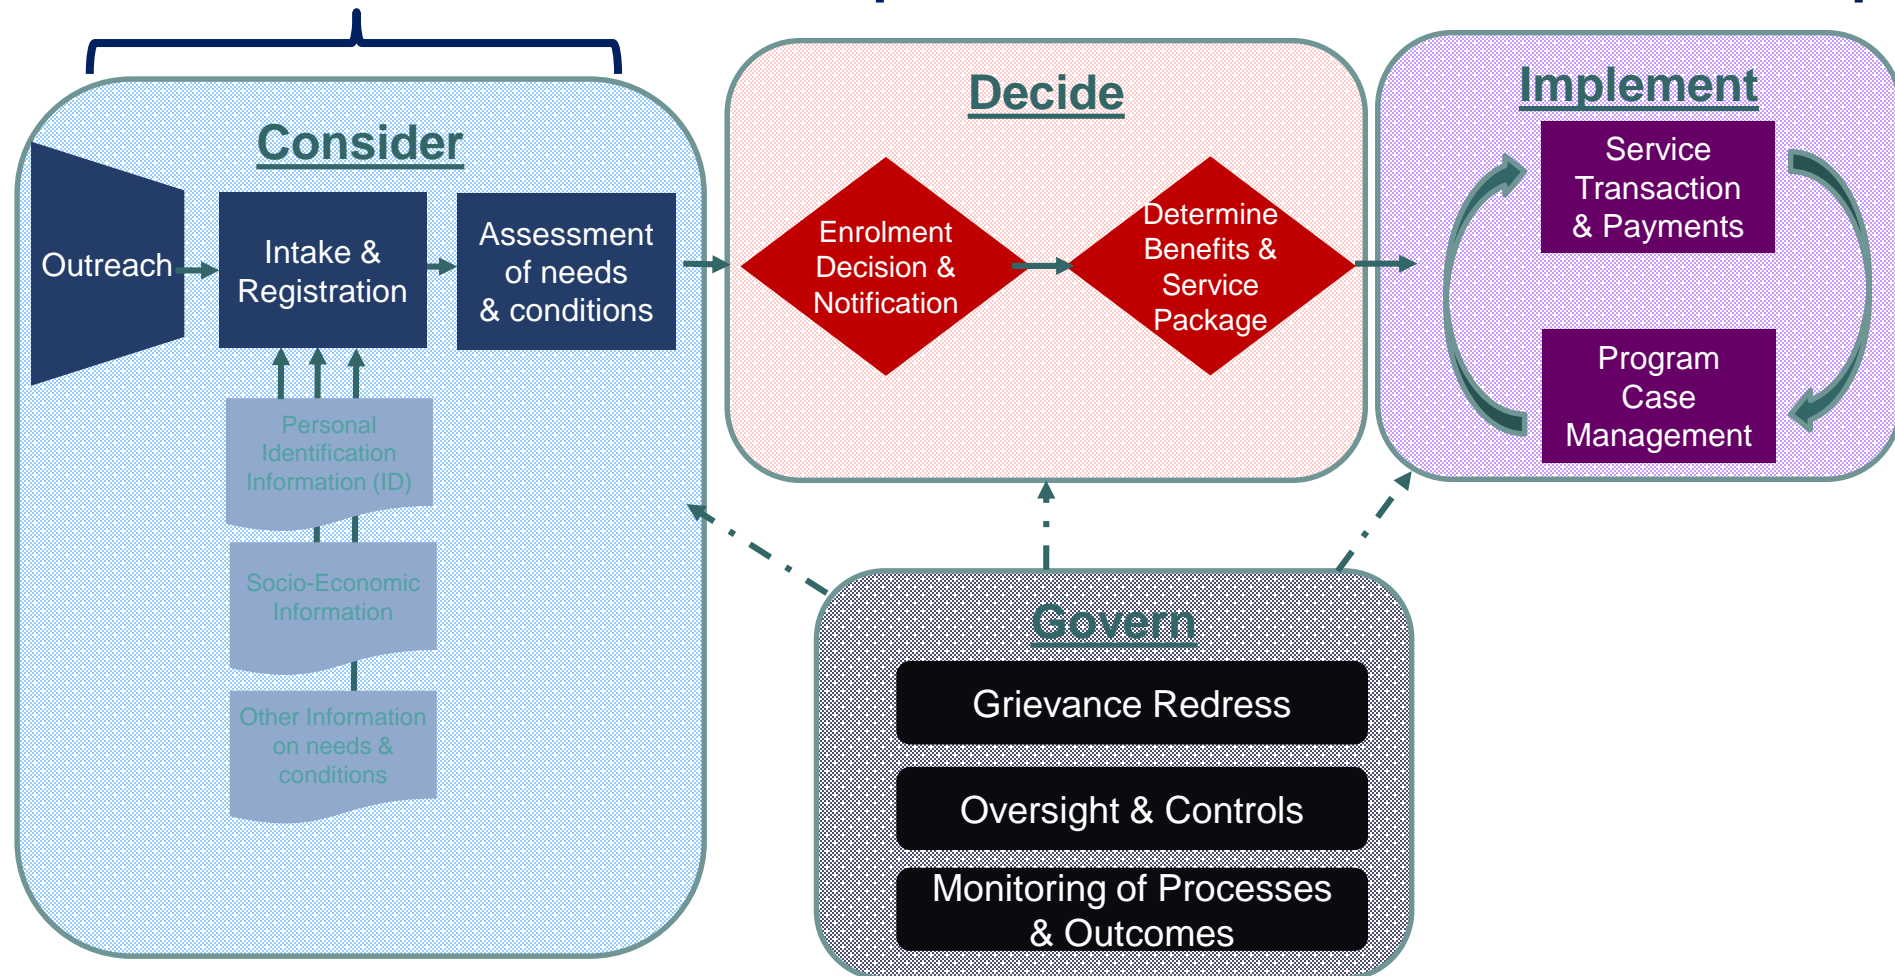 Consider
Outreach
Intake &
Registration
Assessment
of needs
& conditions
Personal
Identification
Information (ID)
Socio-Economic
Information
Other Information
on needs &
conditions
Decide
Enrolment
Decision &
Notification
Determine
Benefits &
Service
Package
Implement
Service
Transaction
& Payments
Program
Case
Management
Govern
Grievance Redress
Oversight & Controls
Monitoring of Processes
& Outcomes